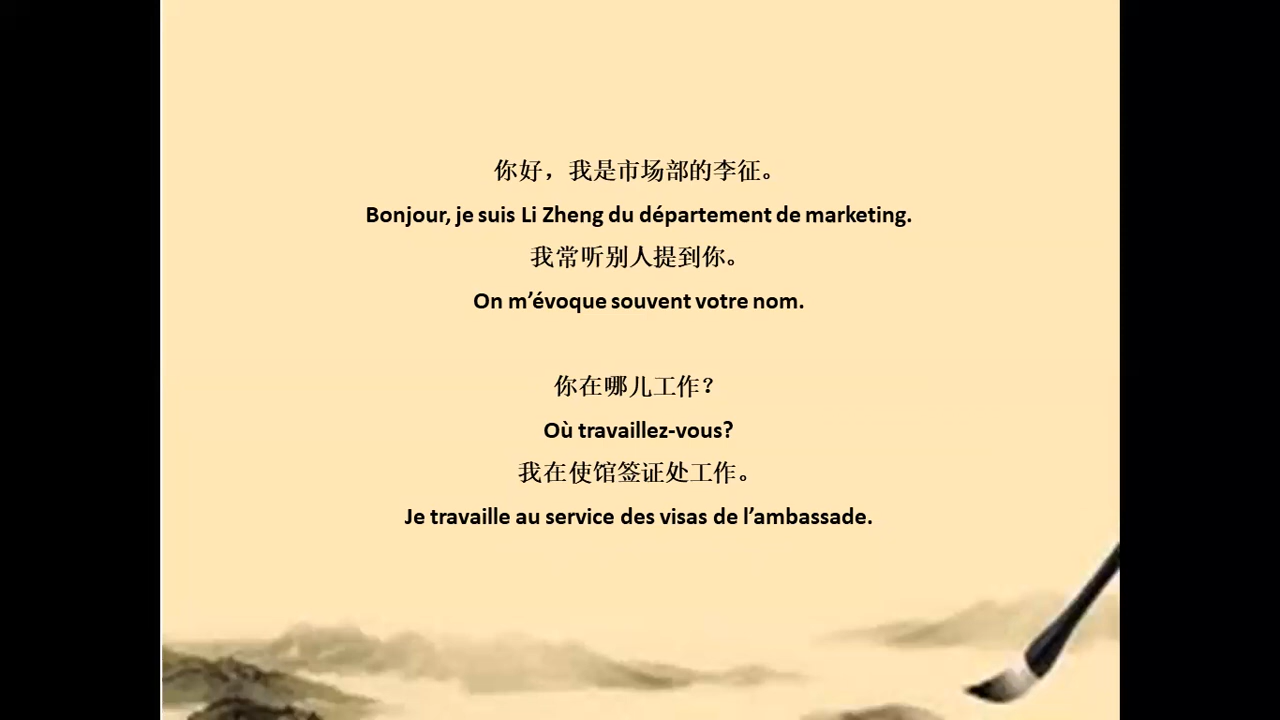 你好，我是市场部的李征。
Bonjour, je suis Li Zheng du département de marketing.
我常听别人提到你。
On m’évoque souvent votre nom.
你在哪儿工作？
Où travaillez-vous?
我在使馆签证处工作。
Je travaille au service des visas de l’ambassade.